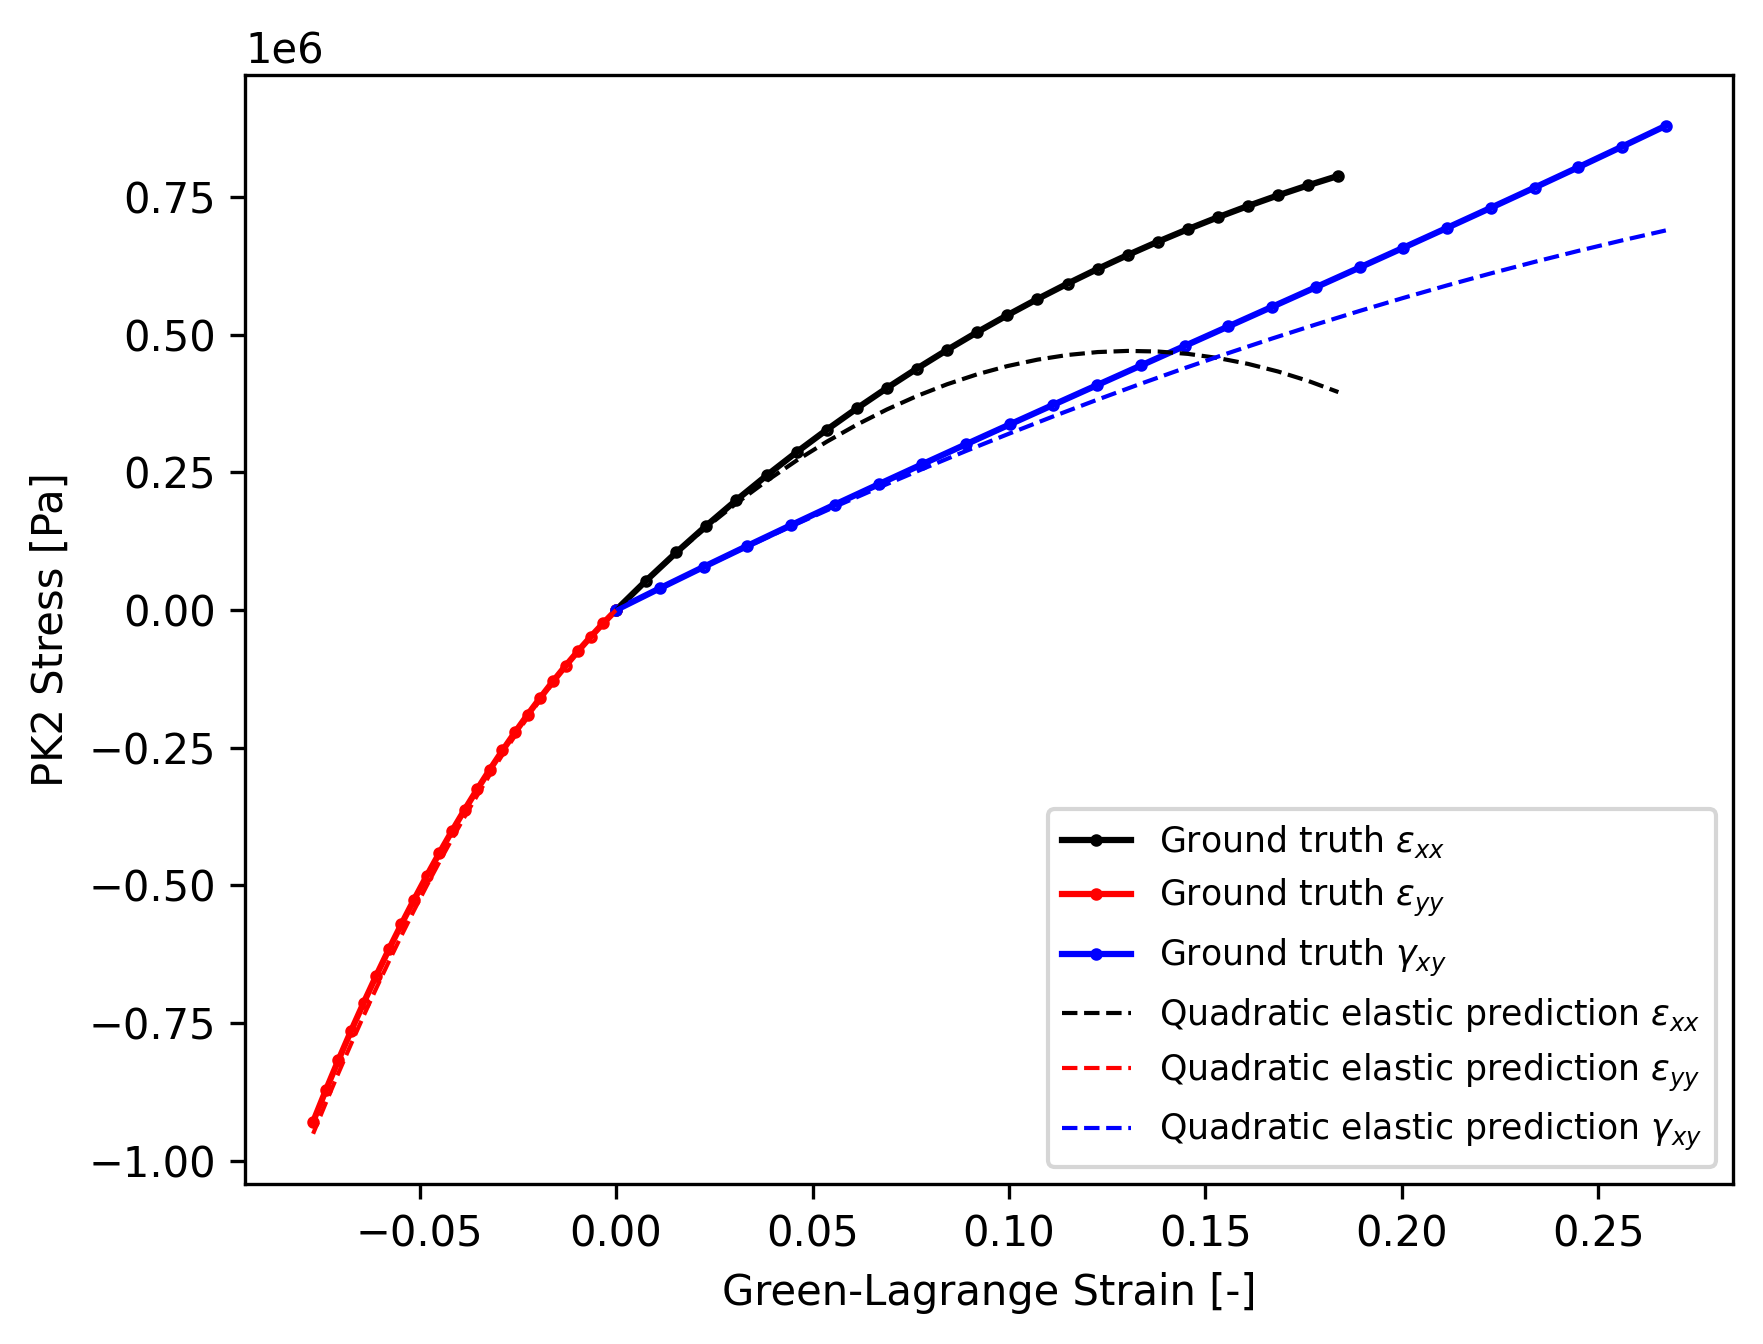 1e6
0.75
0.50
0.25
0.00
−0.25
−0.50
−0.75
−1.00
PK2 Stress [Pa]
−0.05 0.00 0.05 0.10 0.15 0.20 0.25
Green-Lagrange Strain [-]
Ground truth εxx
Ground truth εyy
Ground truth γxy
Quadratic elastic prediction εxx
Quadratic elastic prediction εyy
Quadratic elastic prediction γxy